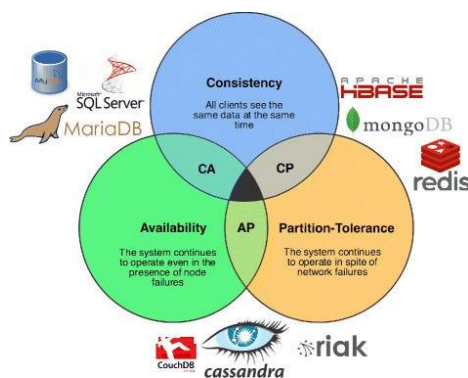 Consistency
All clients see the
same data at the same
time
MySQL
Microsoft
SQL Server
MariaDB
APACHE
HBASE
mongoDB
redis
CA
CP
Availability
The system continues
to operate even in the
presence of node
failures
AP
Partition-Tolerance
The system continues
to operate in spite of
network failures
CouchDB
cassandra
riak